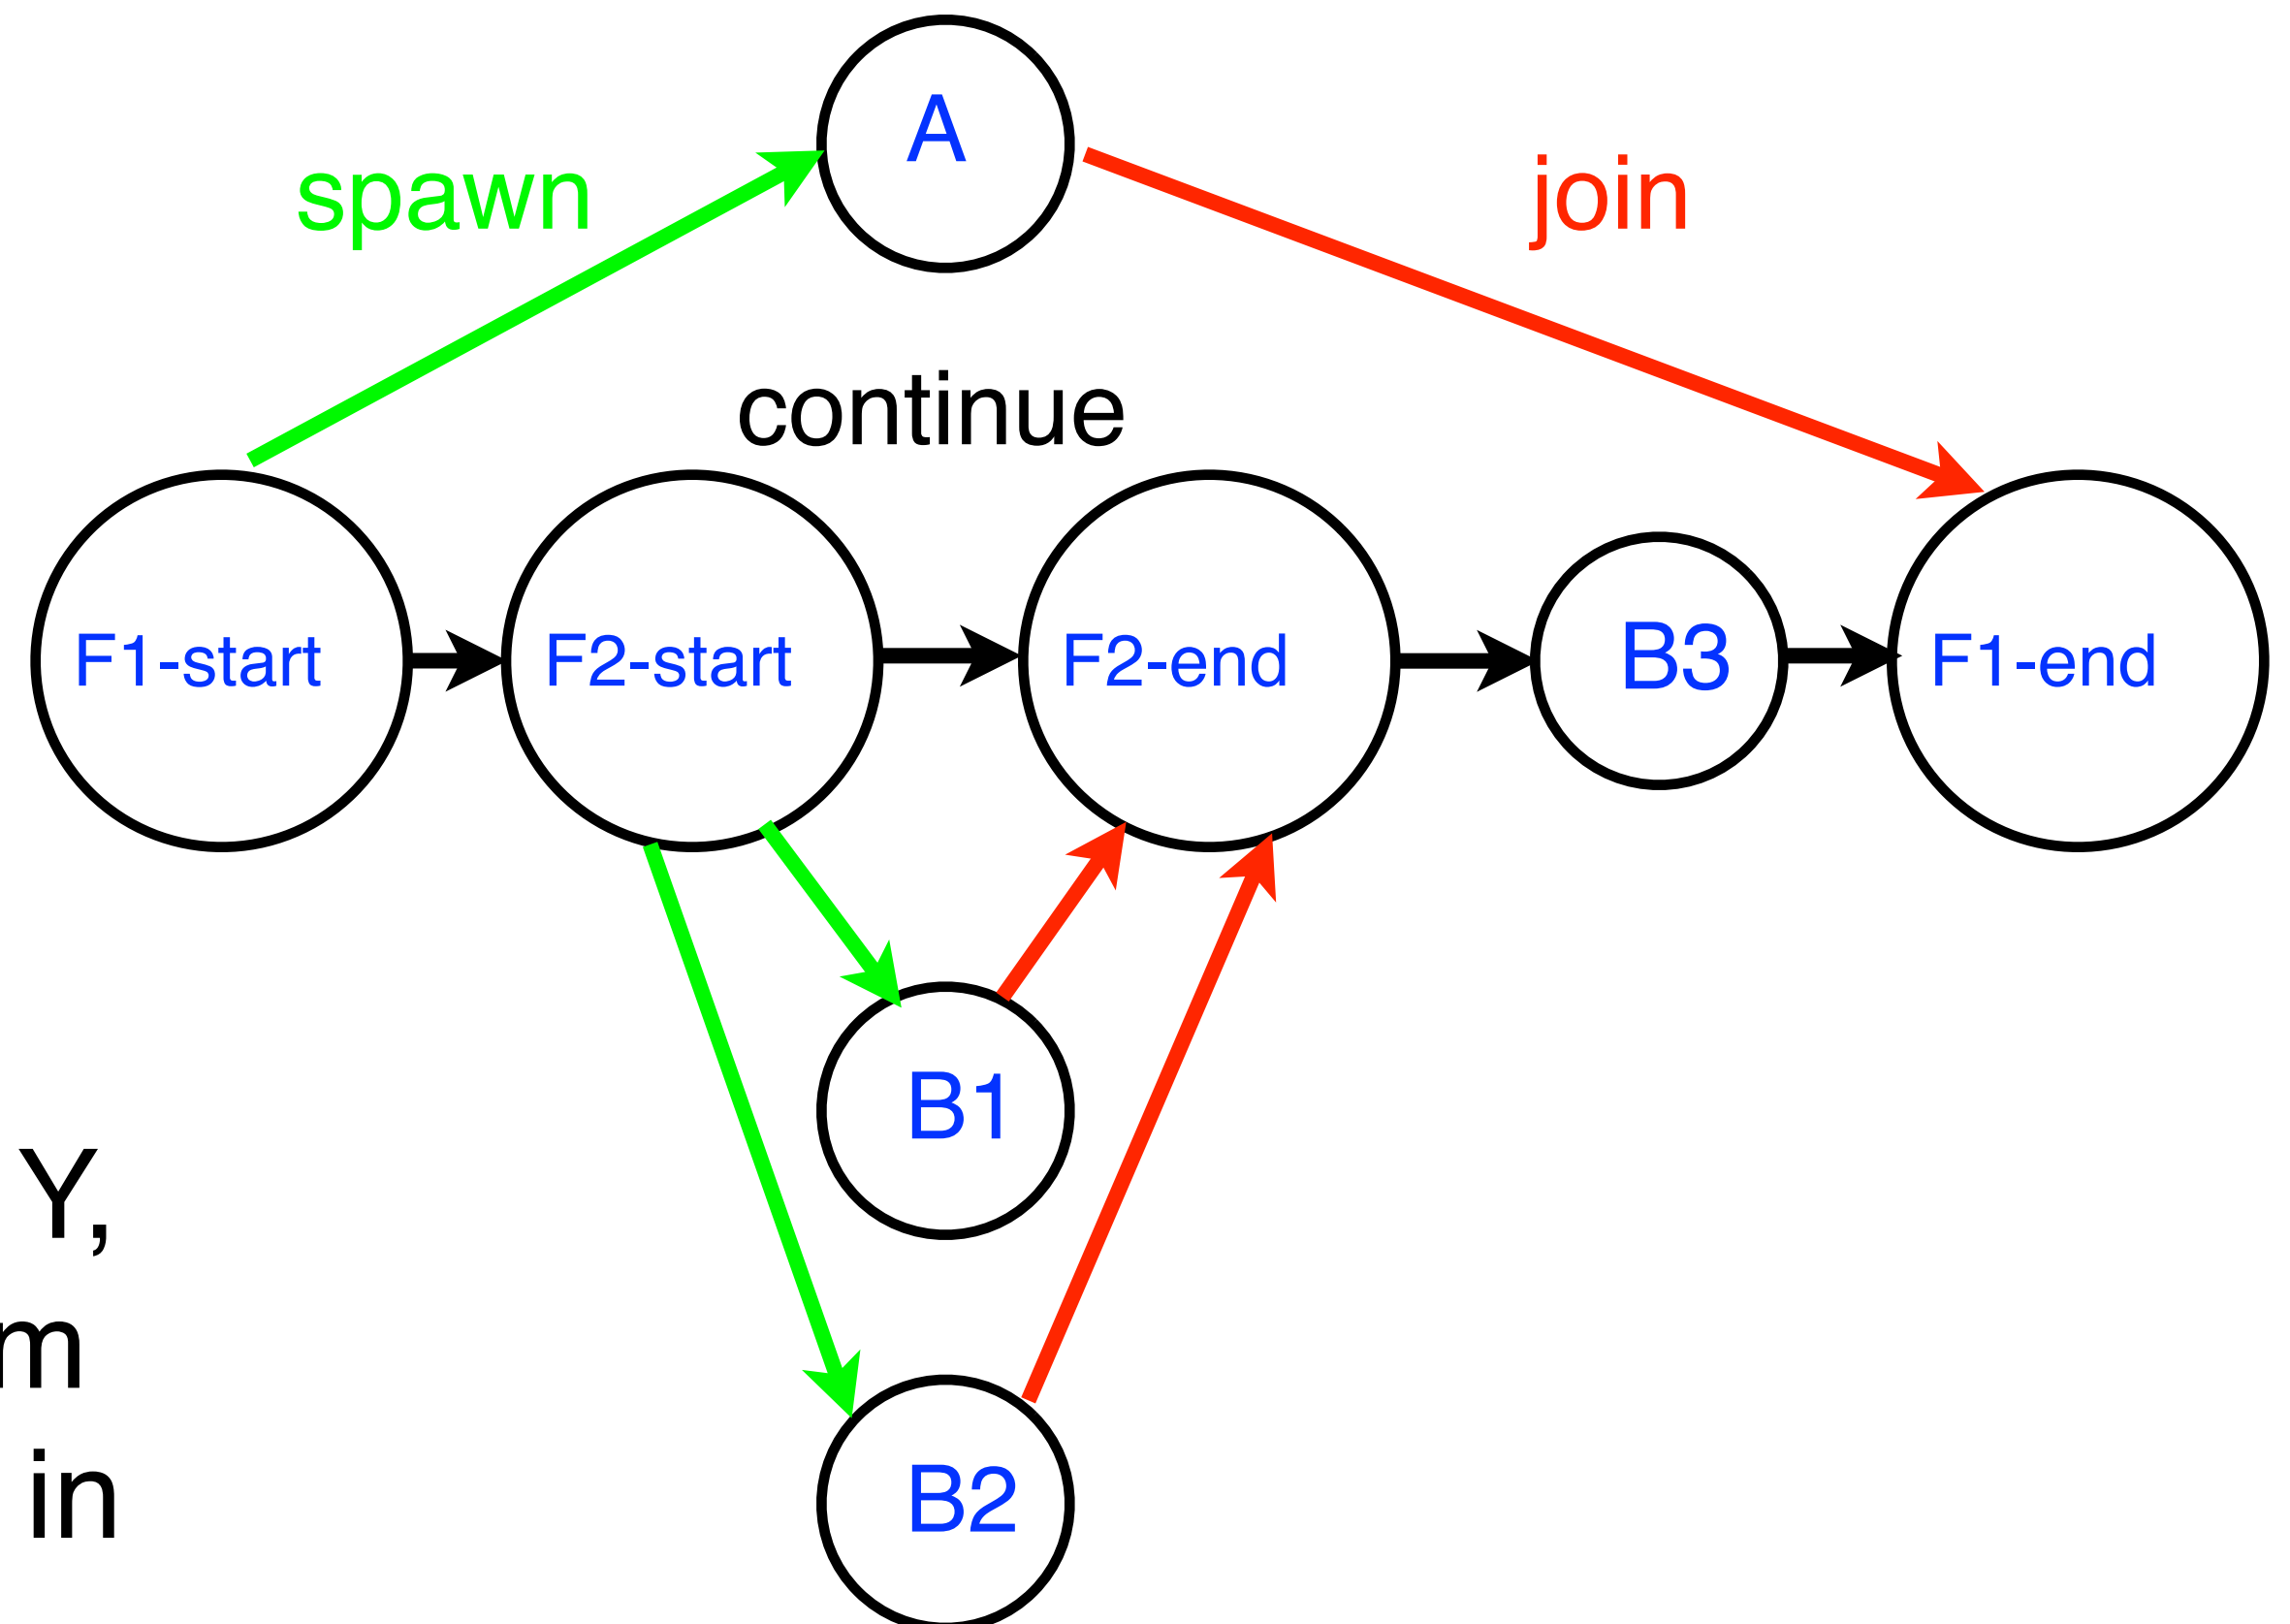 A
spawn
join
continue
F1-start
F2-start
F2-end
B3
F1-end
B1
Y,
m
in
B2